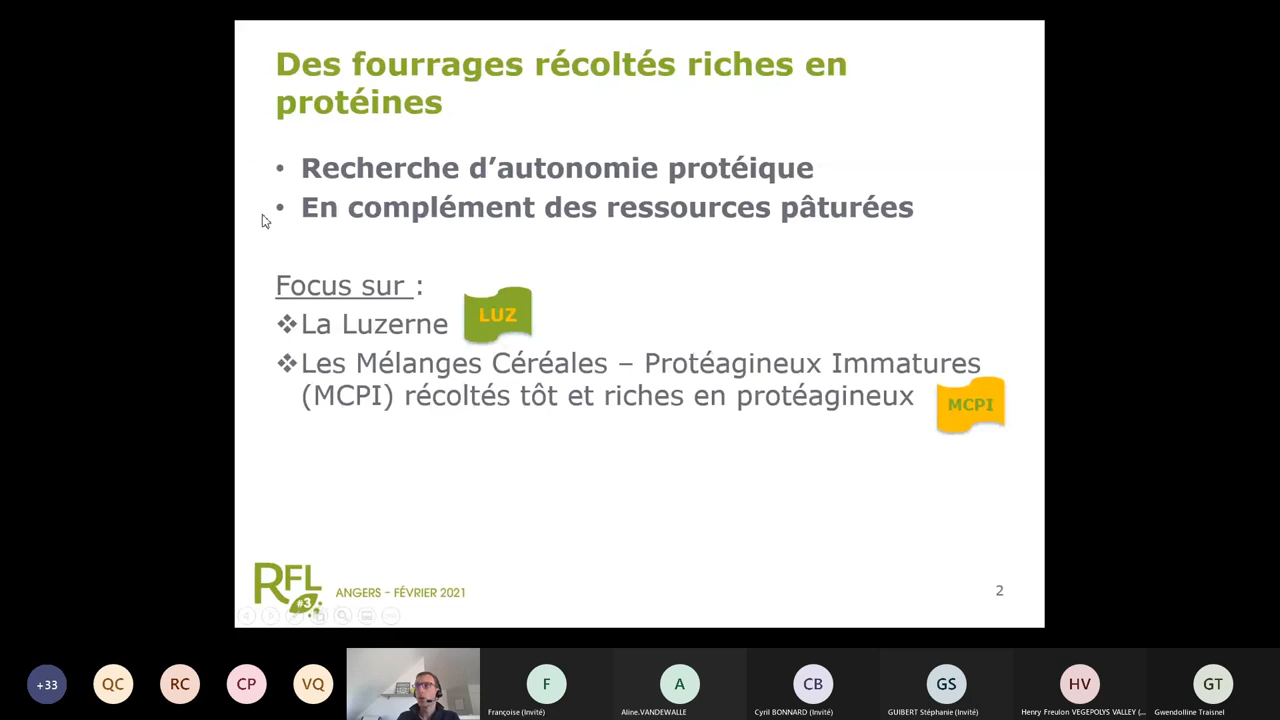 Des fourrages récoltés riches en
protéines
• Recherche d’autonomie protéique
• En complément des ressources pâturées
Focus sur :
❖La Luzerne
LUZ
❖Les Mélanges Céréales – Protéagineux Immatures
(MCPI) récoltés tôt et riches en protéagineux
MCPI
RFL
#3
ANGERS – FÉVRIER 2021
2
+33
QC
RC
CP
VQ
F
Françoise (Invité)
A
Aline.VANDEWALLE
CB
Cyril BONNARD (Invité)
GS
GUIBERT Stéphanie (Invité)
HV
Henry Freulon VEGEPOLYS VALLEY (...
GT
Gwendolline Traisnel